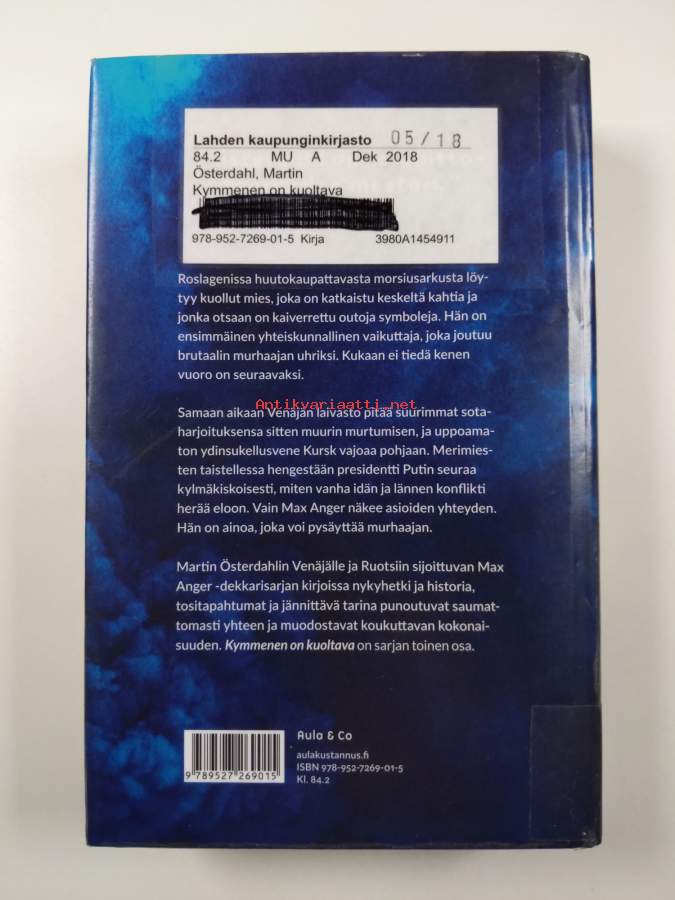 Lahden kaupunginkirjasto 05/18
84.2 MU A Dek 2018
Österdahl, Martin
Kymmenen on kuoltava
978-952-7269-01-5 Kirja 3980A1454911
Roslagenissa huutokaupattavasta morsiusarkusta löy-
tyy kuollut mies, joka on katkaistu keskeltä kahtia ja
jonka otsaan on kaiverrettu outoja symboleja. Hän on
ensimmäinen yhteiskunnallinen vaikuttaja, joka joutuu
brutaalin murhaajan uhriksi. Kukaan ei tiedä kenen
vuoro on seuraavaksi.
Antikvariaatti.net
Samaan aikaan Venäjän laivasto pitää suurimmat sota-
harjoituksensa sitten muurin murtumisen, ja uppoama-
ton ydinsukellusvene Kursk vajoaa pohjaan. Merimies-
ten taistellessa hengestään presidentti Putin seuraa
kylmäkiskoisesti, miten vanha idän ja lännen konflikti
herää eloon. Vain Max Anger näkee asioiden yhteyden.
Hän on ainoa, joka voi pysäyttää murhaajan.
Martin Österdahlin Venäjälle ja Ruotsiin sijoittuvan Max
Anger -dekkarisarjan kirjoissa nykyhetki ja historia,
tositapahtumat ja jännittävä tarina punoutuvat saumat-
tomasti yhteen ja muodostavat koukuttavan kokonai-
suuden. Kymmenen on kuoltava on sarjan toinen osa.
Aula & Co
aulakustannus.fi
ISBN 978-952-7269-01-5
Kl. 84.2
9 789527 269015